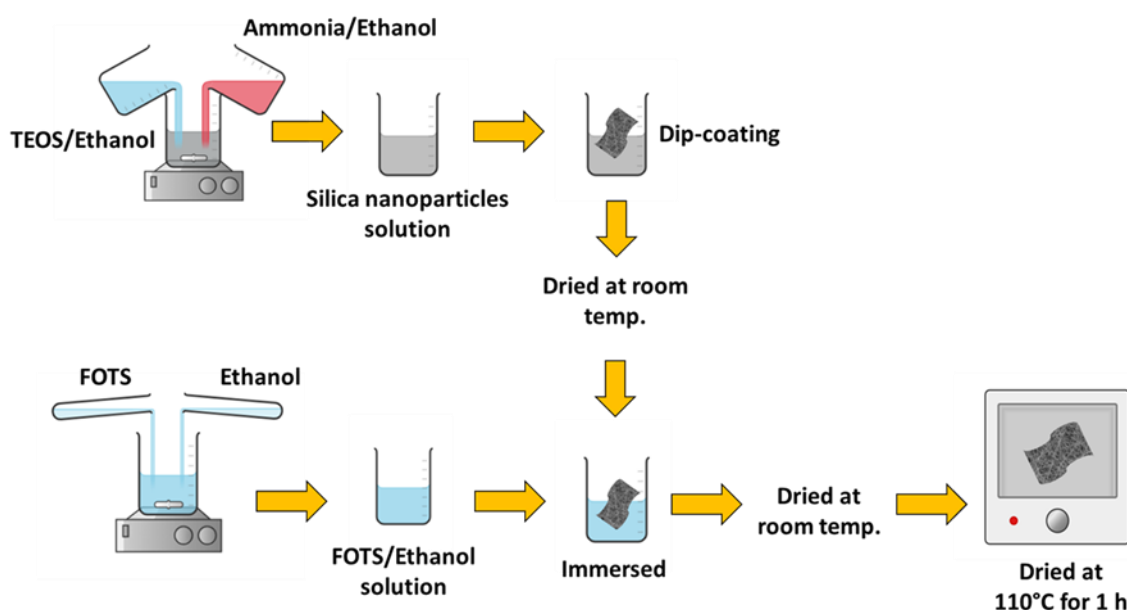 Ammonia/Ethanol
TEOS/Ethanol
Silica nanoparticles
solution
Dip-coating
Dried at room
temp.
FOTS
Ethanol
FOTS/Ethanol
solution
Immersed
Dried at
room temp.
Dried at
110°C for 1 h